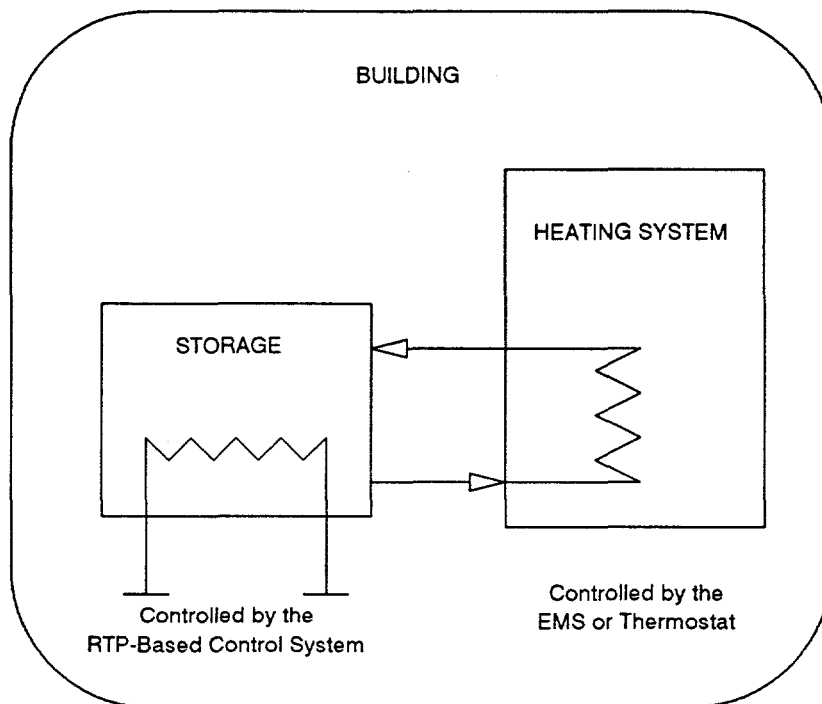 BUILDING
HEATING SYSTEM
STORAGE
Controlled by the
RTP-Based Control System
Controlled by the
EMS or Thermostat